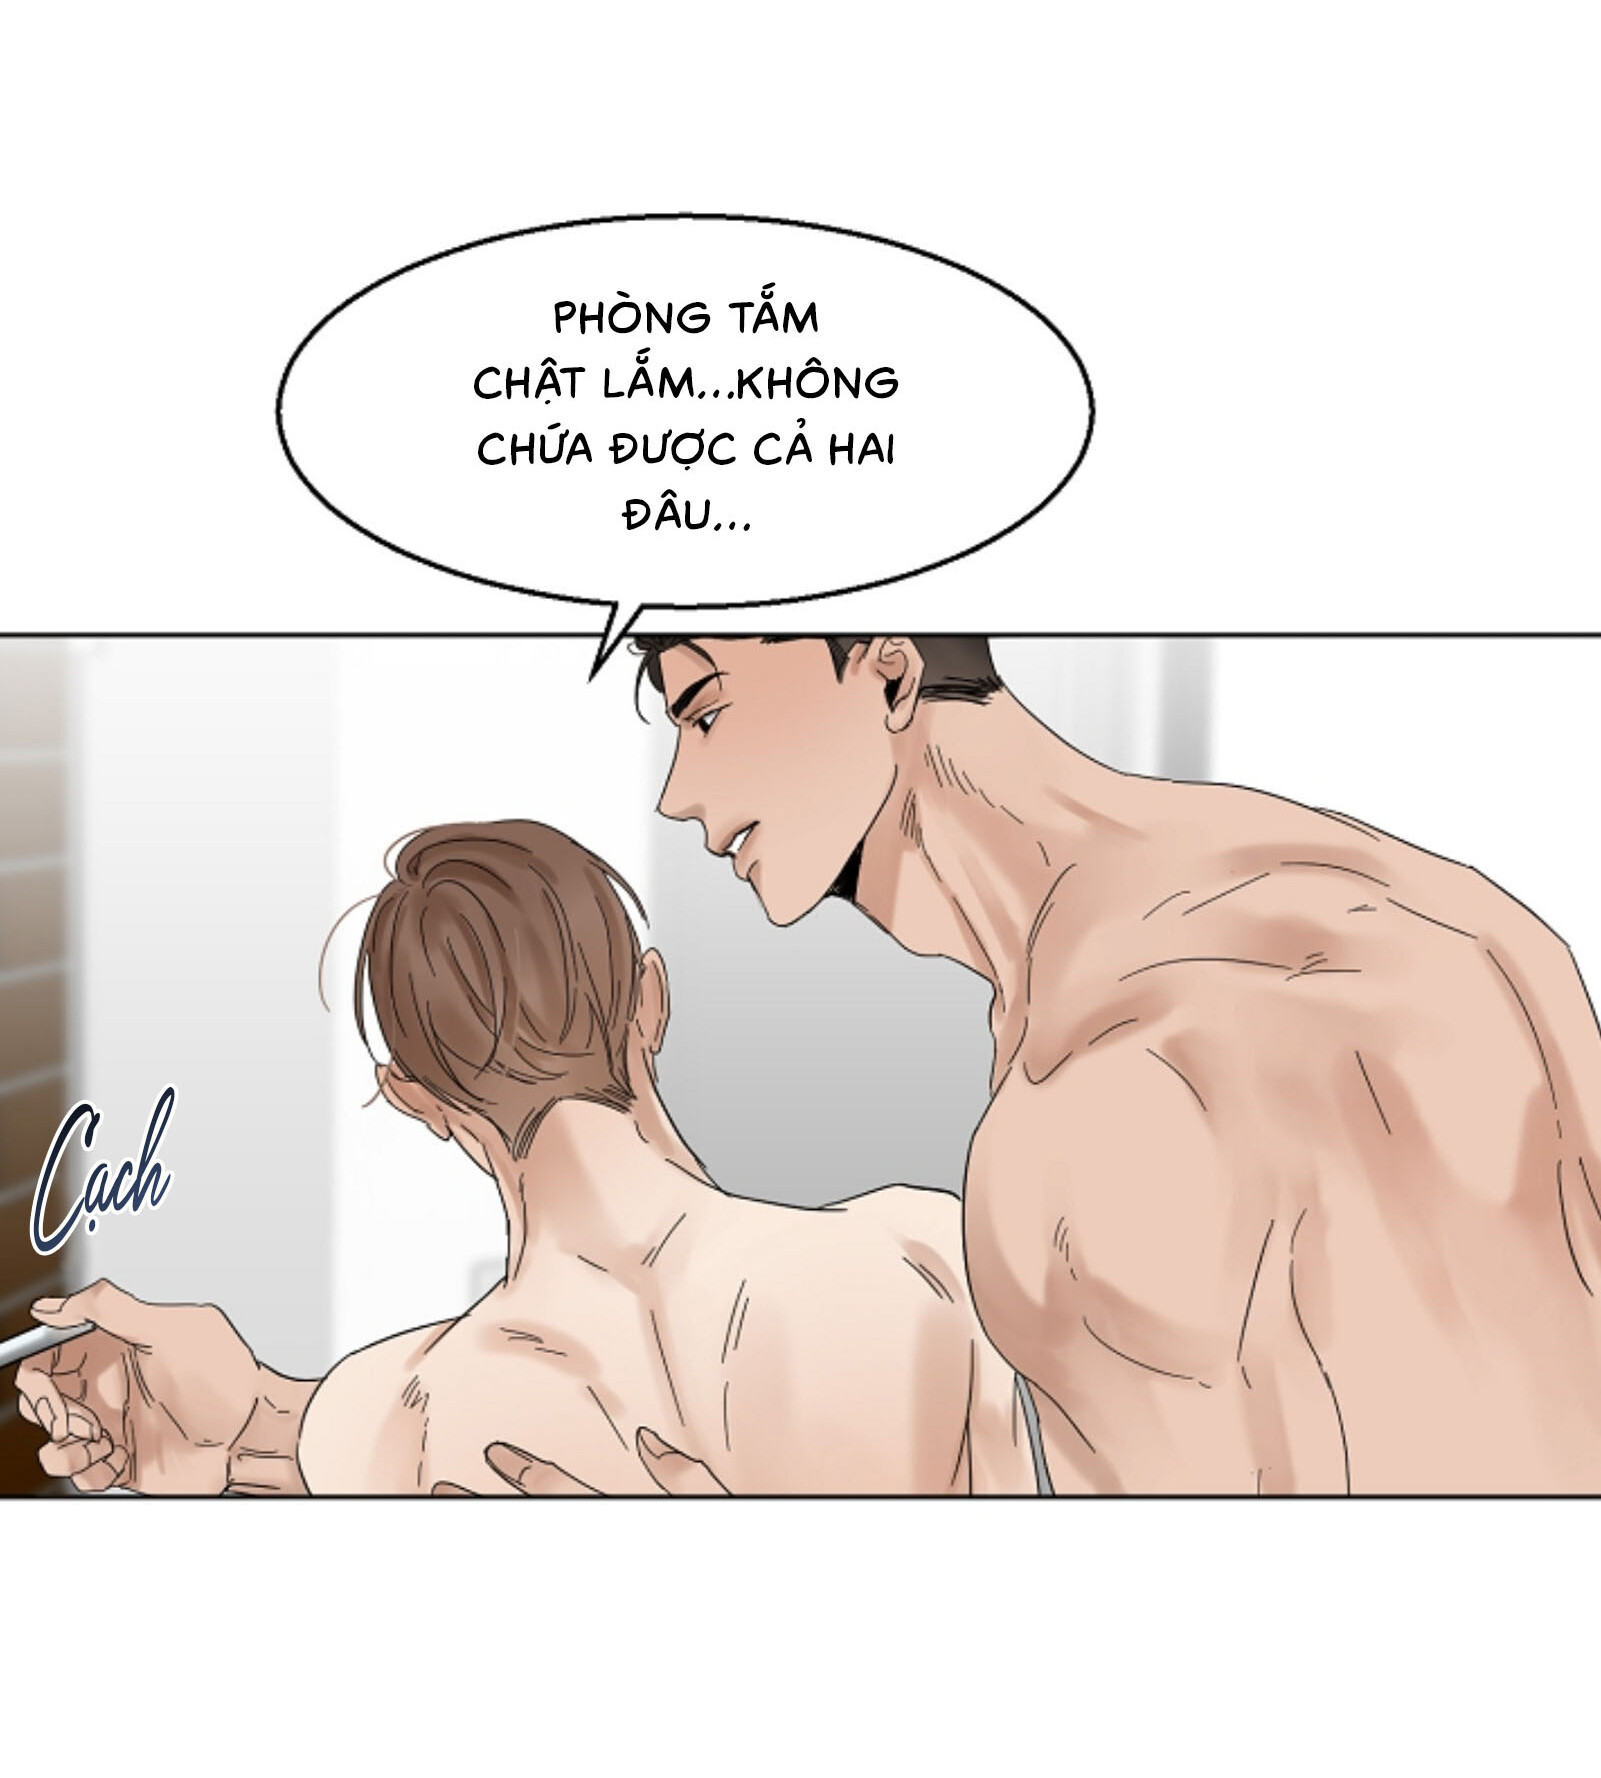 PHÒNG TẮM
CHẬT LẮM...KHÔNG
CHỨA ĐƯỢC CẢ HAI
ĐÂU...
Cạch